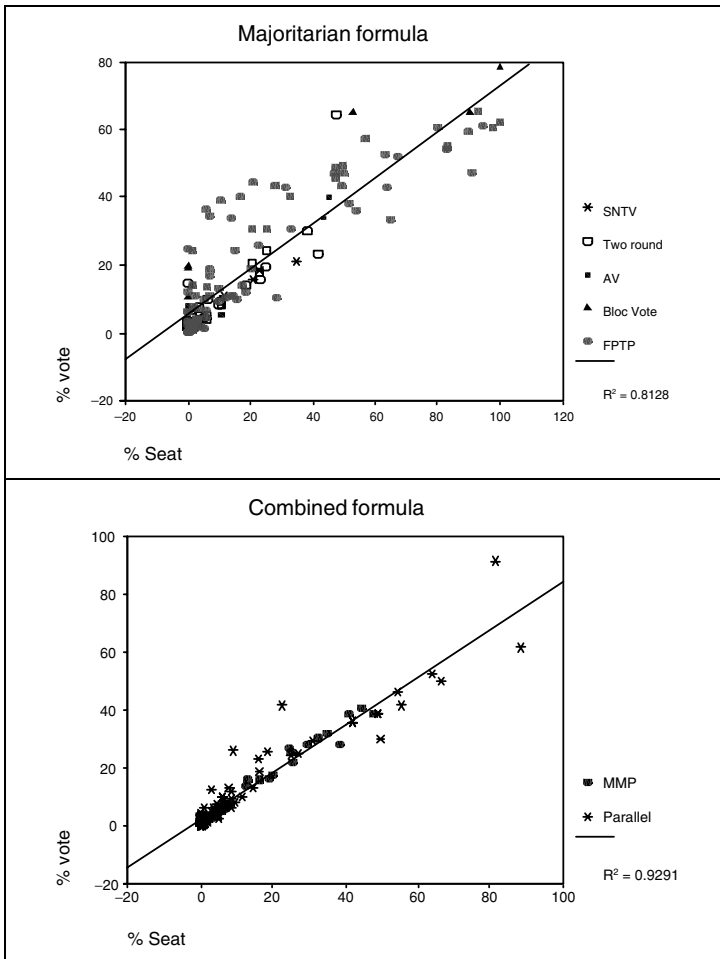 Majoritarian formula
80
60
40
20
0
–20
% vote
–20 0 20 40 60 80 100 120
% Seat
SNTV
Two round
AV
Bloc Vote
FPTP
R² = 0.8128
Combined formula
100
80
60
40
20
0
–20
% vote
–20 0 20 40 60 80 100
% Seat
MMP
Parallel
R² = 0.9291